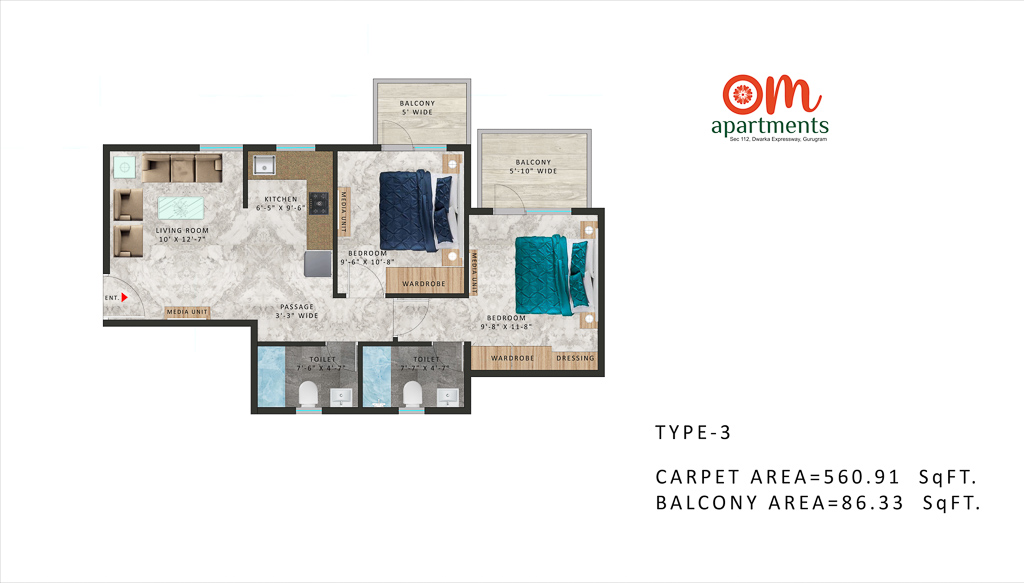 om
apartments
Sec 112, Dwarka Expressway, Gurugram
BALCONY
5' WIDE
BALCONY
5'-10" WIDE
KITCHEN
6'-5" X 9'-6"
MEDIA UNIT
LIVING ROOM
10' X 12'-7"
BEDROOM
9'-6" X 10'-8"
WARDROBE
MEDIA UNIT
ENT.
MEDIA UNIT
PASSAGE
3'-3" WIDE
BEDROOM
9'-8" X 11-8"
TOILET
7'-6" X 4'-7"
TOILET
7'-7" X 4'-7"
WARDROBE
DRESSING
TYPE-3
CARPET AREA=560.91 SqFT.
BALCONY AREA=86.33 SqFT.